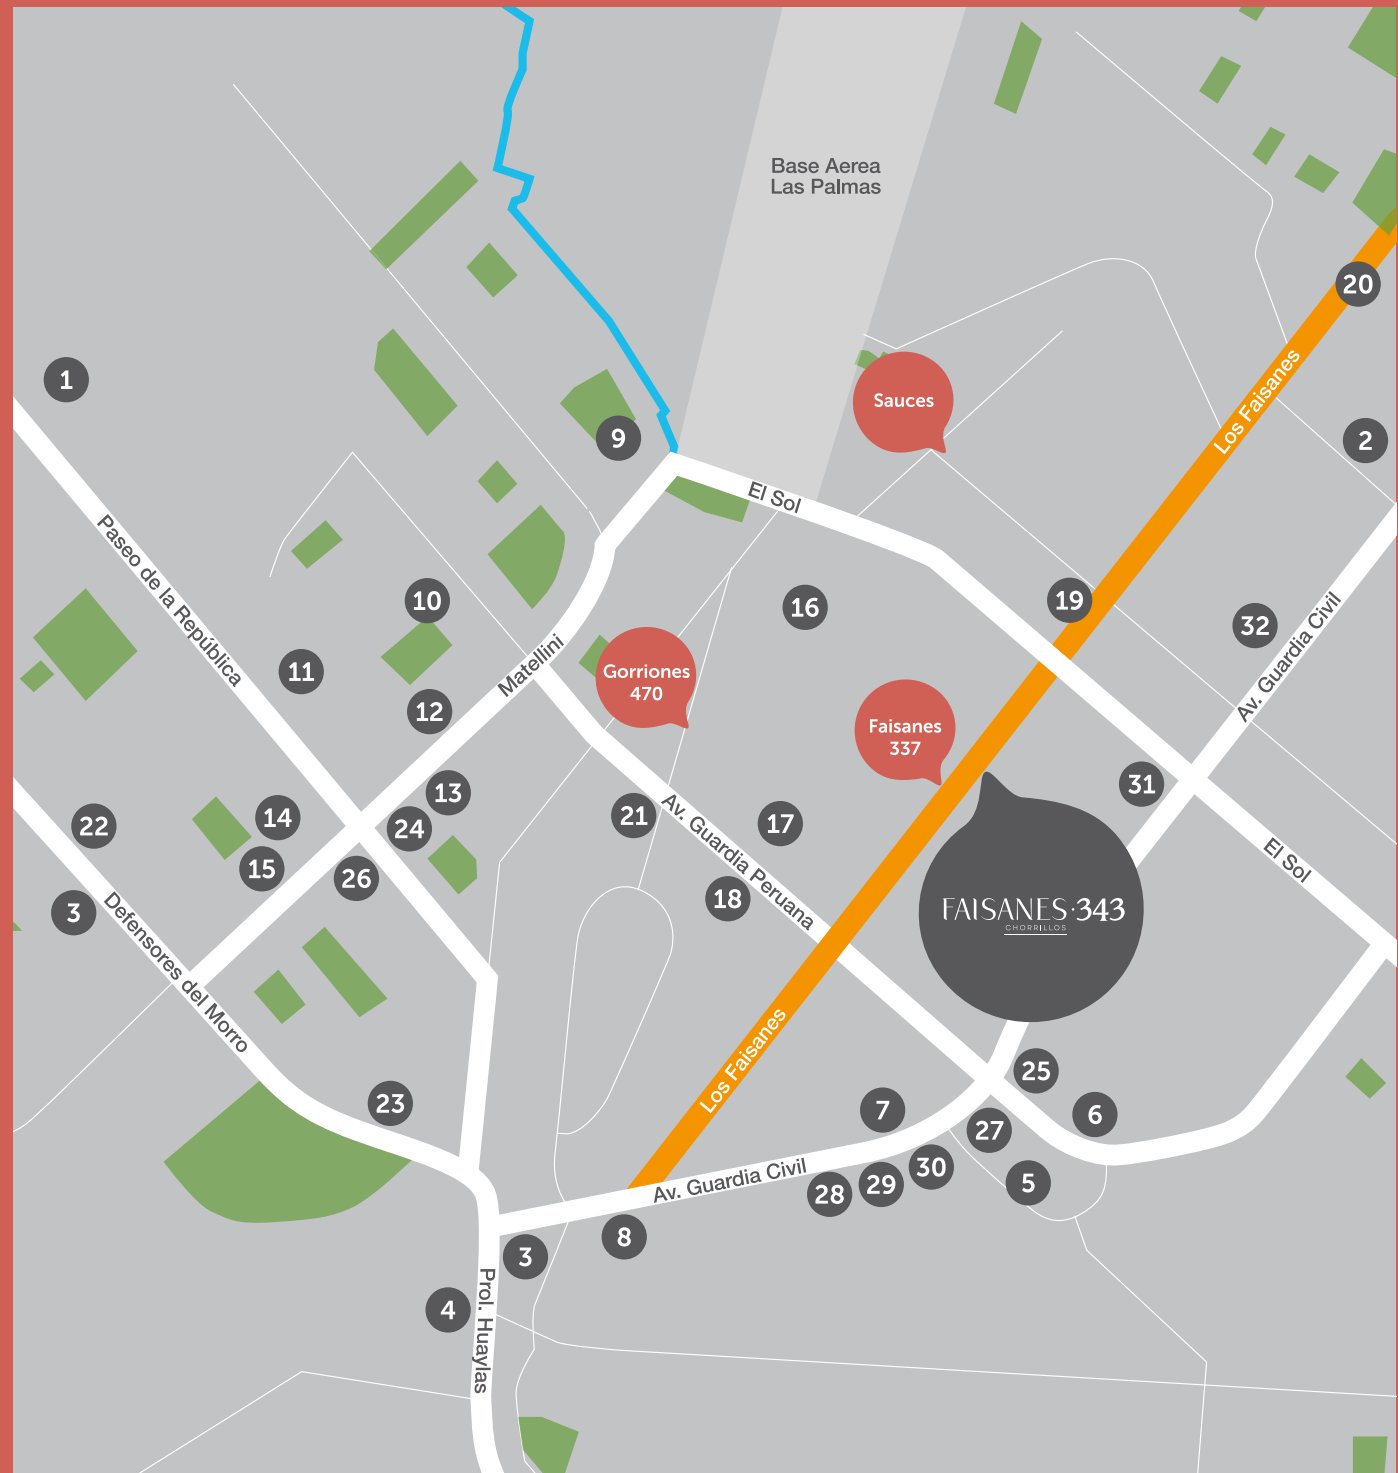 Base Aerea
Las Palmas
20
1
Sauces
Los Faisanes
9
2
El Sol
Paseo de la República
10
16
19
32
11
Matellini
Gorriones
470
Av. Guardia Civil
12
Faisanes
337
31
13
22
14
24
21
Av. Guardia Peruana
17
15
26
18
El Sol
3
Defensores del Morro
FAISANES·343
CHORRILLOS
Los Faisanes
25
23
7
6
27
Av. Guardia Civil
30
28
29
5
8
3
4
Prol. Huaylas